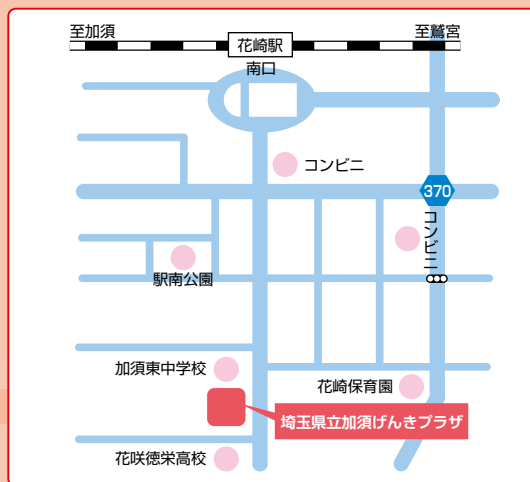 至加須
至鷲宮
花崎駅
南口
コンビニ
370
コンビニ
駅南公園
加須東中学校
花崎保育園
埼玉県立加須げんきプラザ
花咲徳栄高校